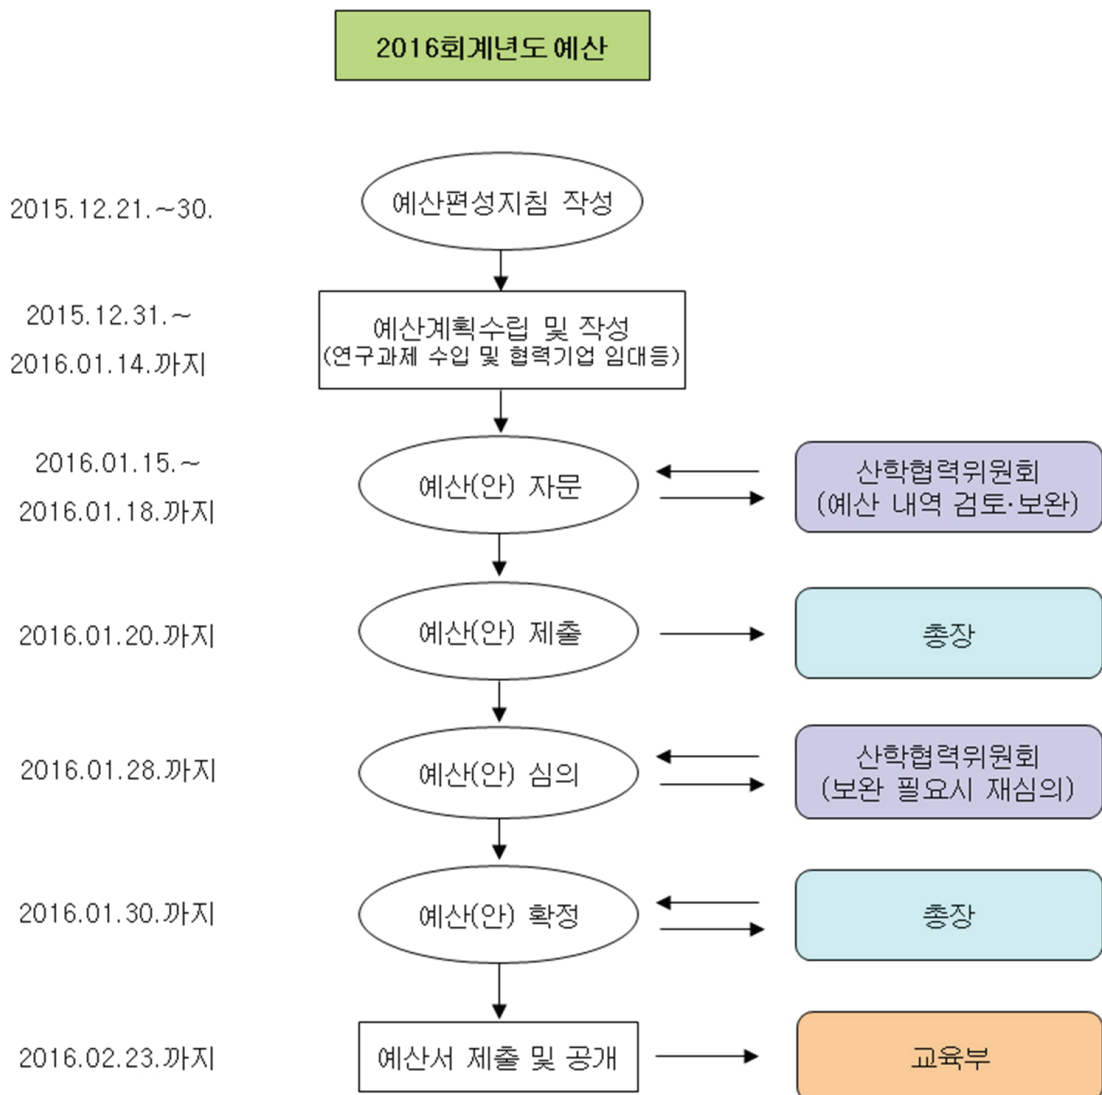 2016회계년도 예산
2015.12.21.~30.
예산편성지침 작성
2015.12.31.~
2016.01.14.까지
예산계획수립 및 작성
(연구과제 수입 및 협력기업 임대등)
2016.01.15.~
2016.01.18.까지
예산(안) 자문
산학협력위원회
(예산 내역 검토·보완)
2016.01.20.까지
예산(안) 제출
총장
2016.01.28.까지
예산(안) 심의
산학협력위원회
(보완 필요시 재심의)
2016.01.30.까지
예산(안) 확정
총장
2016.02.23.까지
예산서 제출 및 공개
교육부